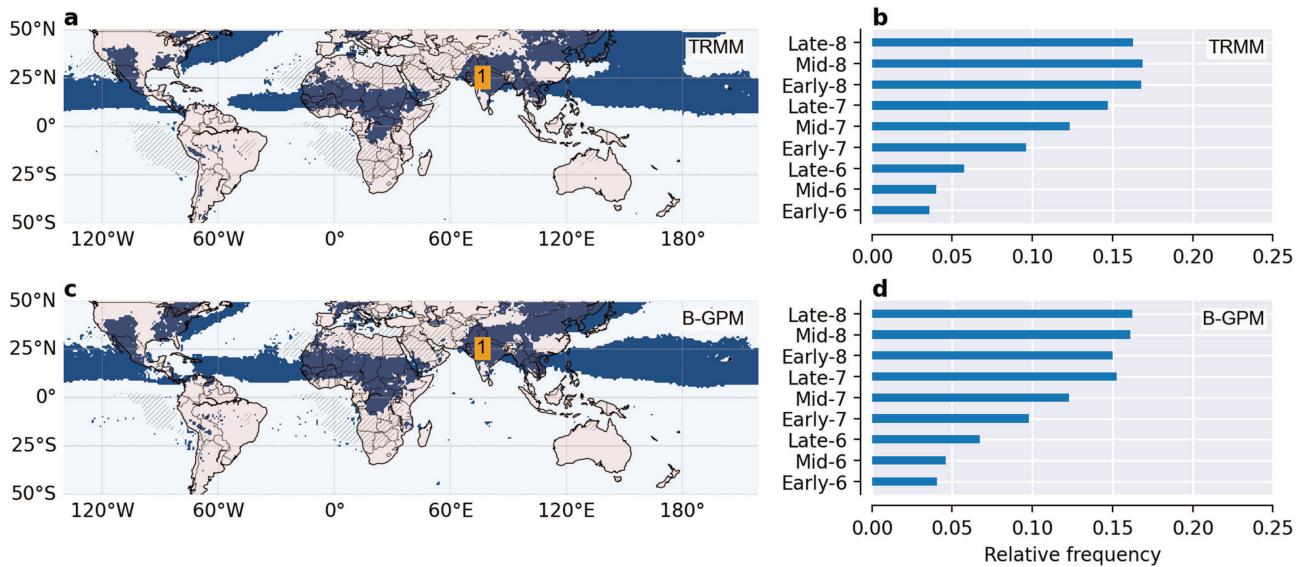 a
50°N
25°N
0°
25°S
50°S
TRMM
1
120°W 60°W 0° 60°E 120°E 180°
b
TRMM
Late-8
Mid-8
Early-8
Late-7
Mid-7
Early-7
Late-6
Mid-6
Early-6
0.00 0.05 0.10 0.15 0.20 0.25
c
50°N
25°N
0°
25°S
50°S
B-GPM
1
120°W 60°W 0° 60°E 120°E 180°
d
B-GPM
Late-8
Mid-8
Early-8
Late-7
Mid-7
Early-7
Late-6
Mid-6
Early-6
0.00 0.05 0.10 0.15 0.20 0.25
Relative frequency